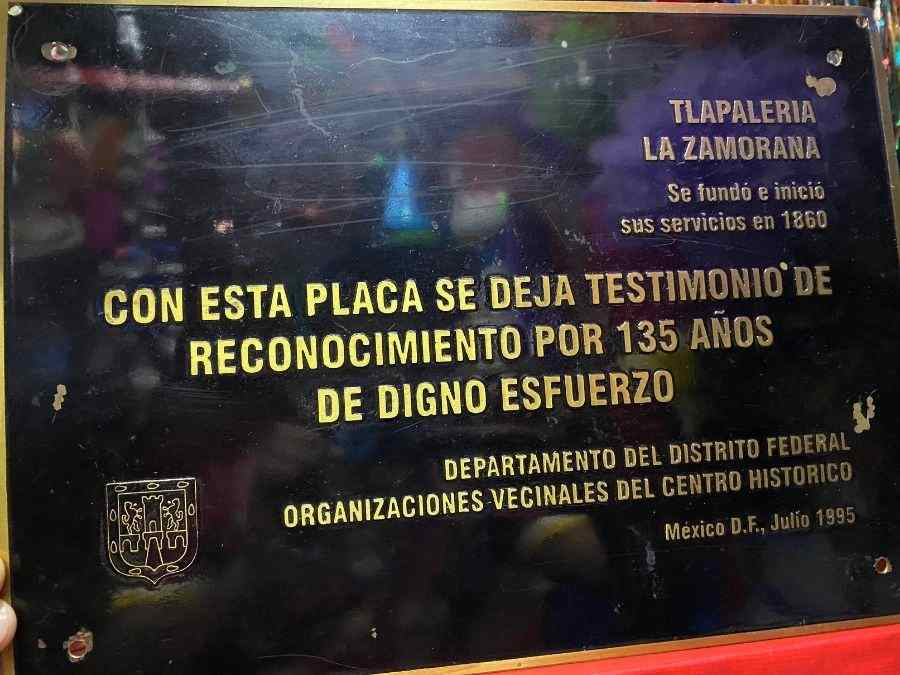 TLAPALERIA
LA ZAMORANA
Se fundó e inició
sus servicios en 1860
CON ESTA PLACA SE DEJA TESTIMONIO DE
RECONOCIMIENTO POR 135 AÑOS
DE DIGNO ESFUERZO
DEPARTAMENTO DEL DISTRITO FEDERAL
ORGANIZACIONES VECINALES DEL CENTRO HISTORICO
México D.F., Julio 1995